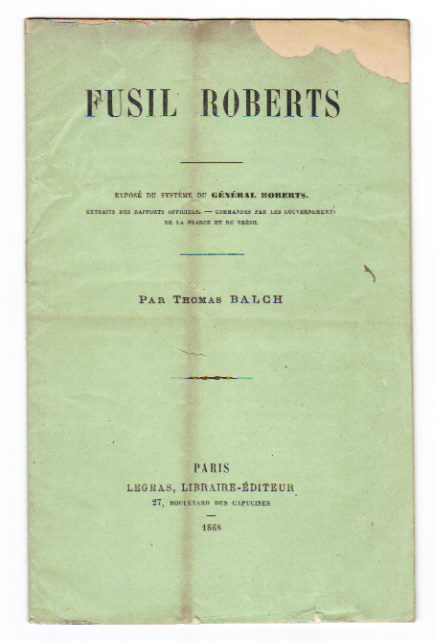 FUSIL ROBERTS
EXPOSÉ DU SYSTÈME DU GÉNÉRAL ROBERTS.
EXTRAITS DES RAPPORTS OFFICIELS. — COMMANDES PAR LES GOUVERNEMENTS
DE LA FRANCE ET DU BRÉSIL
PAR THOMAS BALCH
PARIS
LEGRAS, LIBRAIRE-ÉDITEUR
27, BOULEVARD DES CAPUCINES
1868